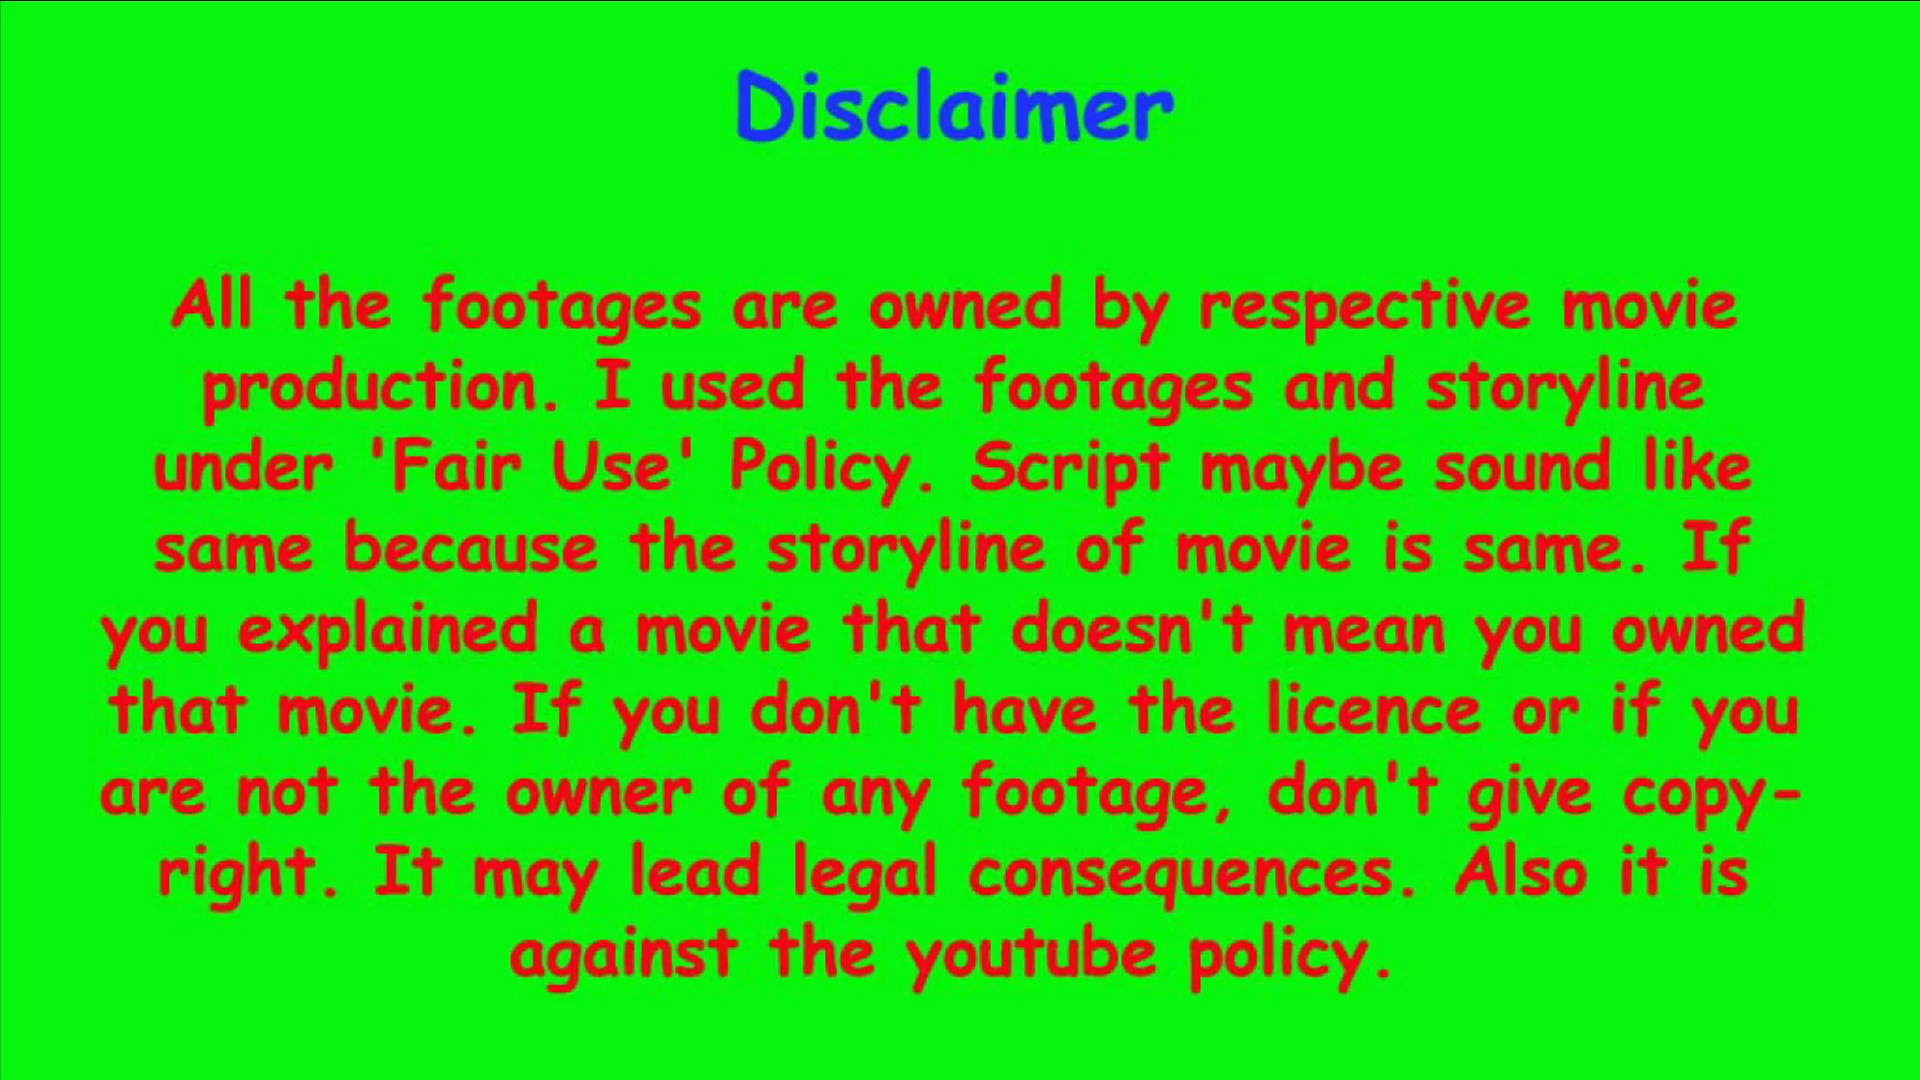 Disclaimer
All the footages are owned by respective movie
production. I used the footages and storyline
under 'Fair Use' Policy. Script maybe sound like
same because the storyline of movie is same. If
you explained a movie that doesn't mean you owned
that movie. If you don't have the licence or if you
are not the owner of any footage, don't give copy-
right. It may lead legal consequences. Also it is
against the youtube policy.